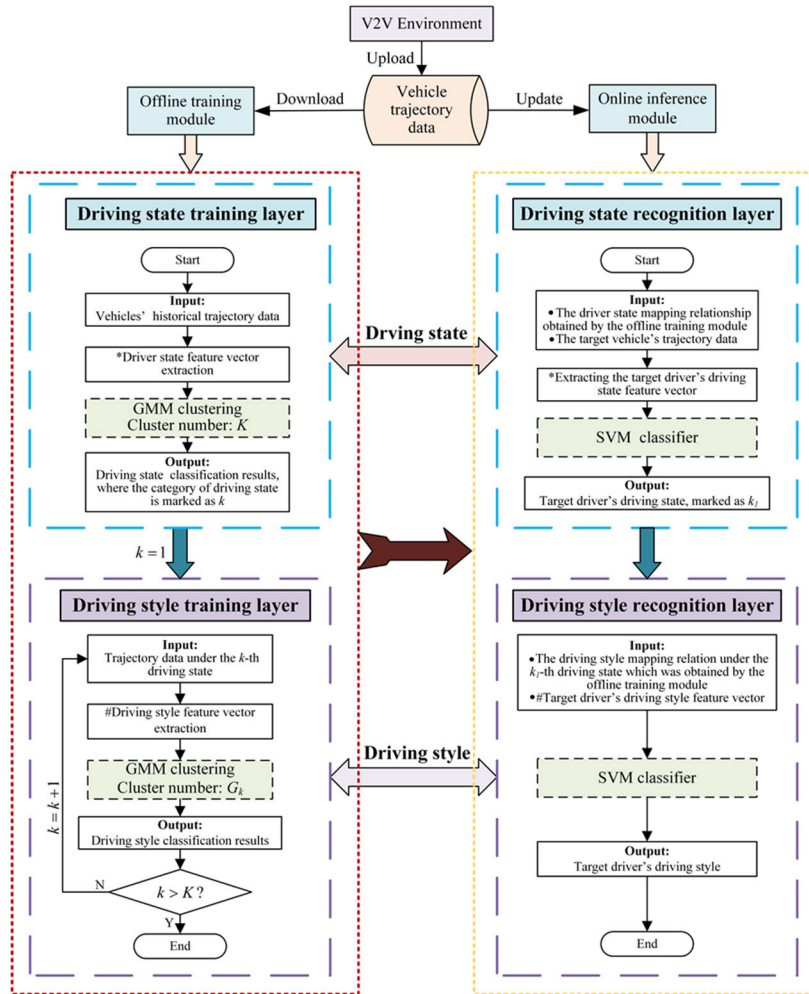 V2V Environment
Upload
Vehicle
trajectory
data
Download
Update
Offline training
module
Online inference
module
Driving state training layer
Start
Input:
Vehicles' historical trajectory data
*Driver state feature vector
extraction
GMM clustering
Cluster number: K
Output:
Driving state classification results,
where the category of driving state
is marked as k
k = 1
Driving style training layer
Input:
Trajectory data under the k-th
driving state
#Driving style feature vector
extraction
GMM clustering
Cluster number: Gk
Output:
Driving style classification results
k > K ?
N
Y
k = k + 1
End
Drving state
Driving style
Driving state recognition layer
Start
Input:
•The driver state mapping relationship
obtained by the offline training module
•The target vehicle's trajectory data
*Extracting the target driver's driving
state feature vector
SVM classifier
Output:
Target driver's driving state, marked as k1
Driving style recognition layer
Input:
•The driving style mapping relation under the
k1-th driving state which was obtained by the
offline training module
•#Target driver's driving style feature vector
SVM classifier
Output:
Target driver's driving style
End